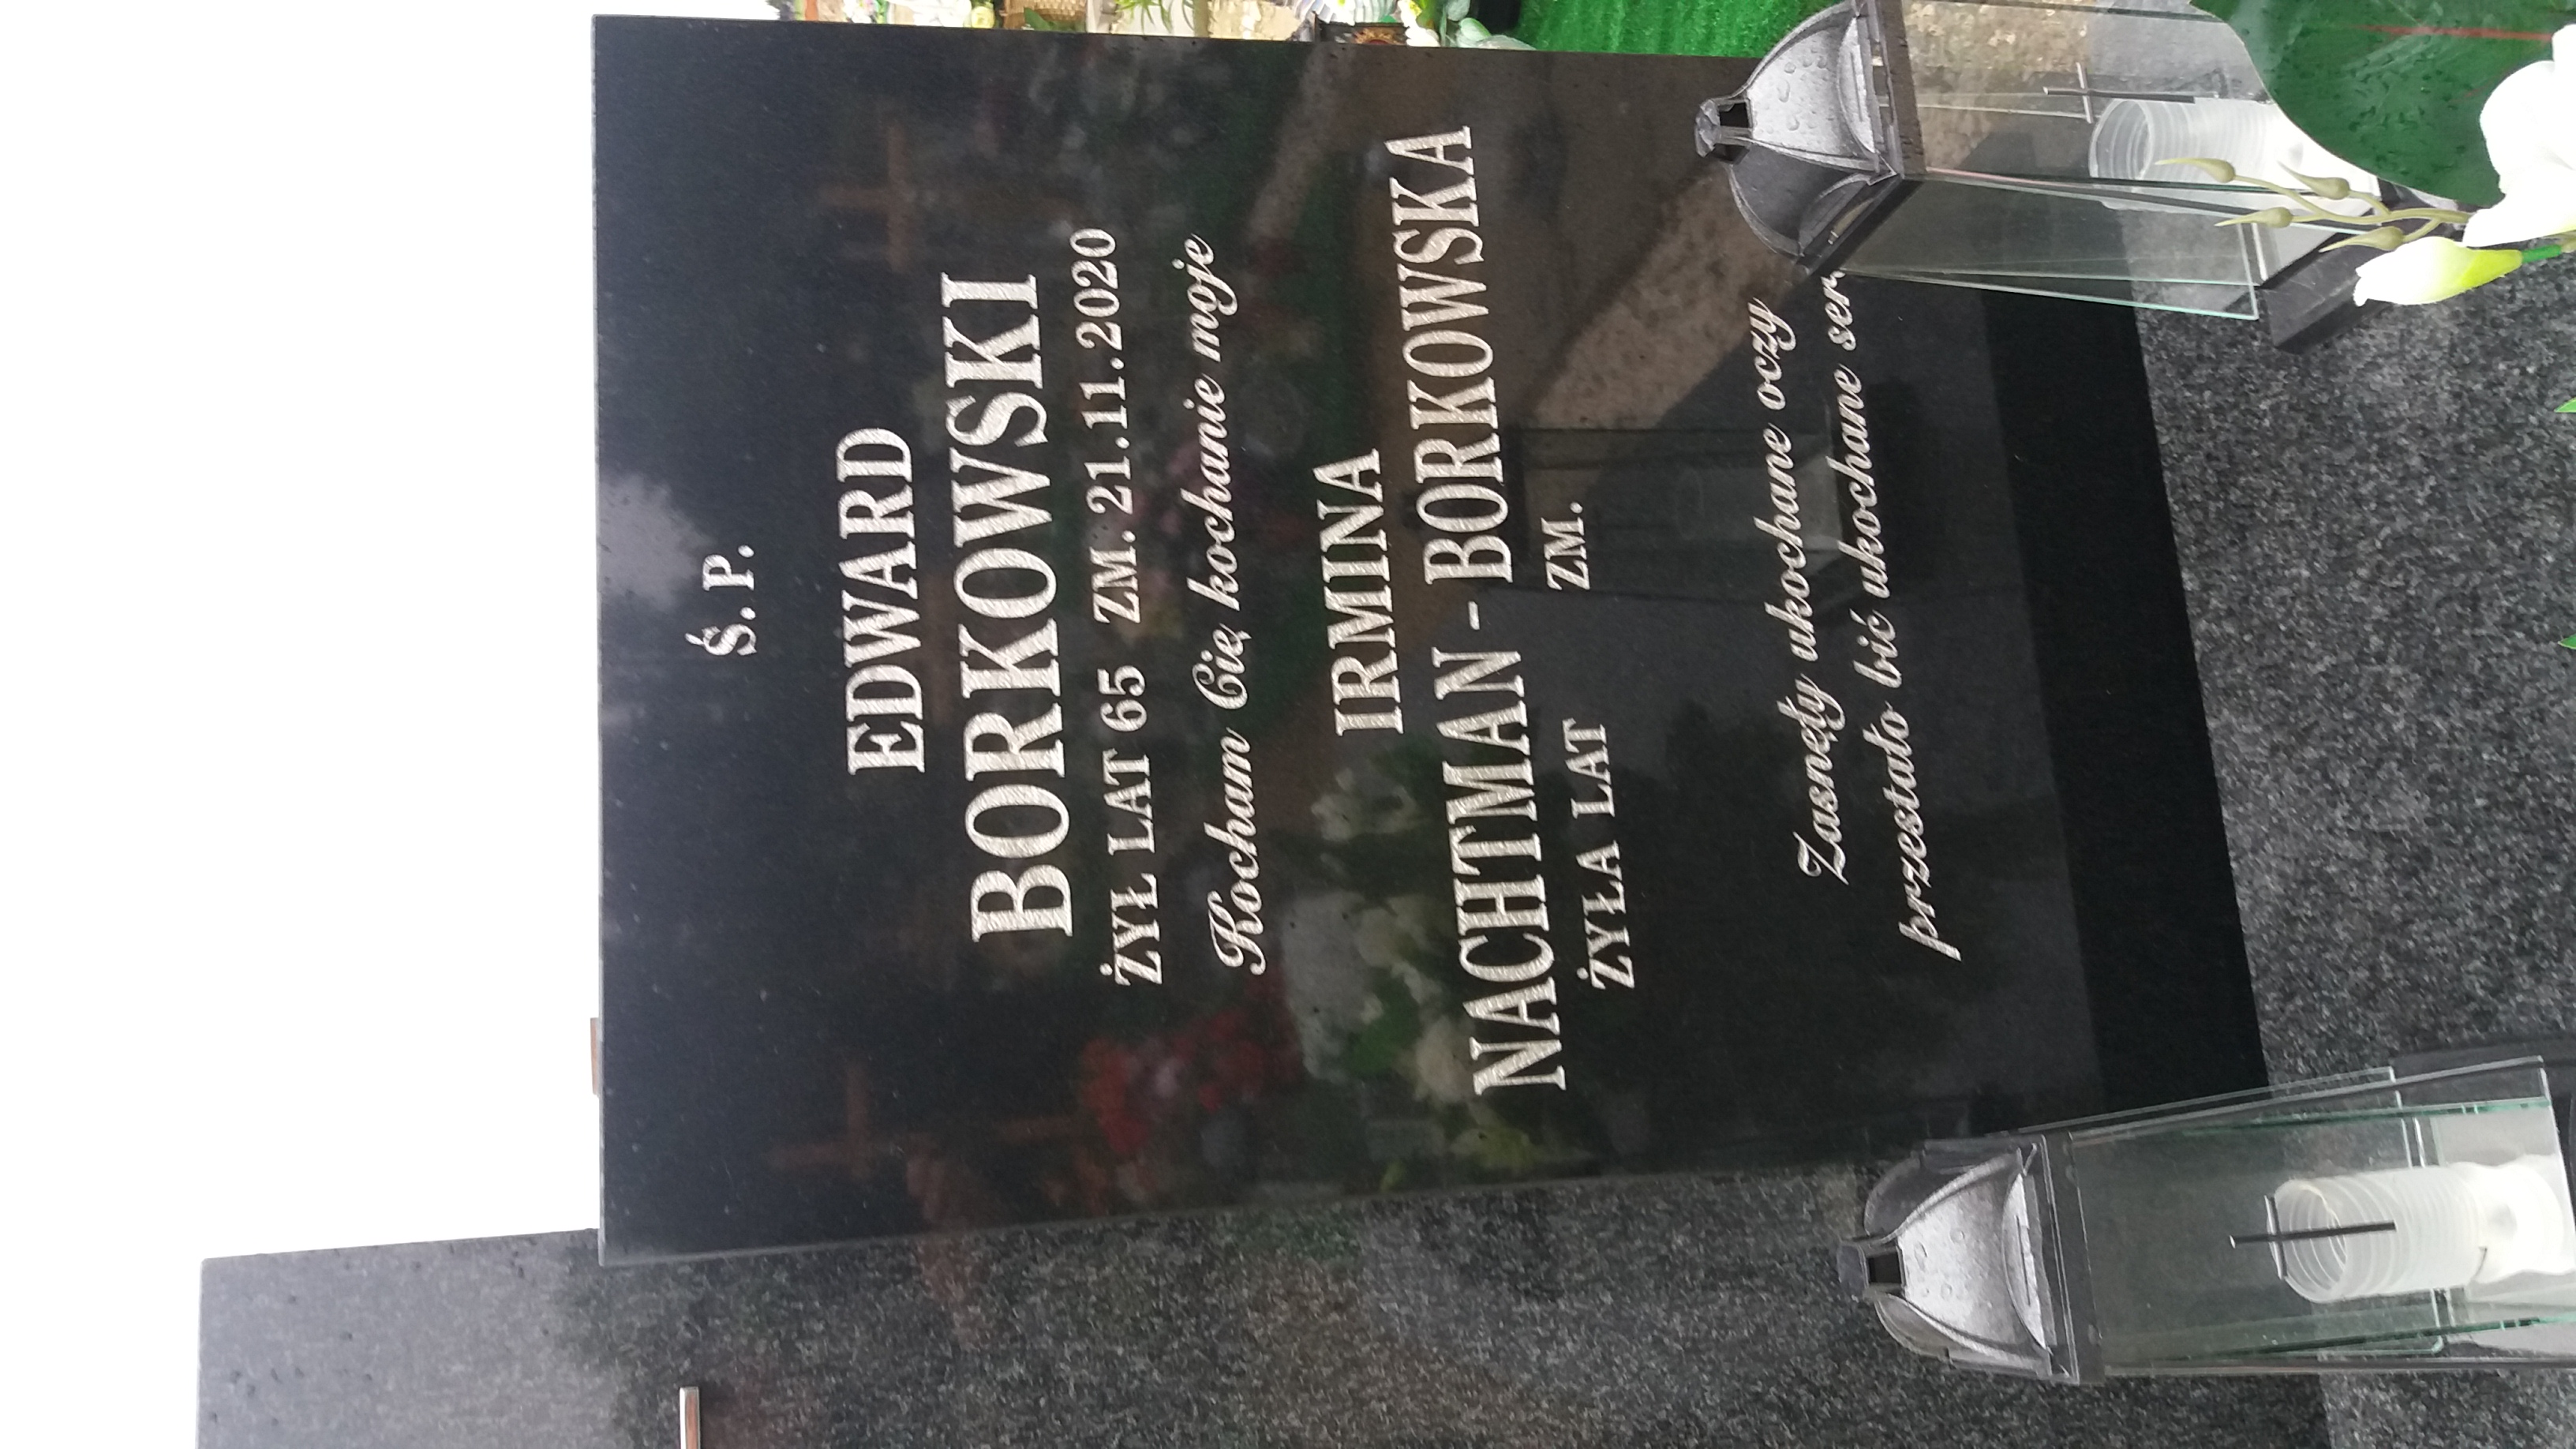 Ś.P.
EDWARD
BORKOWSKI
ŻYŁ LAT 65 ZM. 21.11.2020
Kocham Cię kochanie moje
IRMINA
NACHTMAN - BORKOWSKA
ŻYŁA LAT ZM.
Zasnęły ukochane oczy
przestało bić ukochane